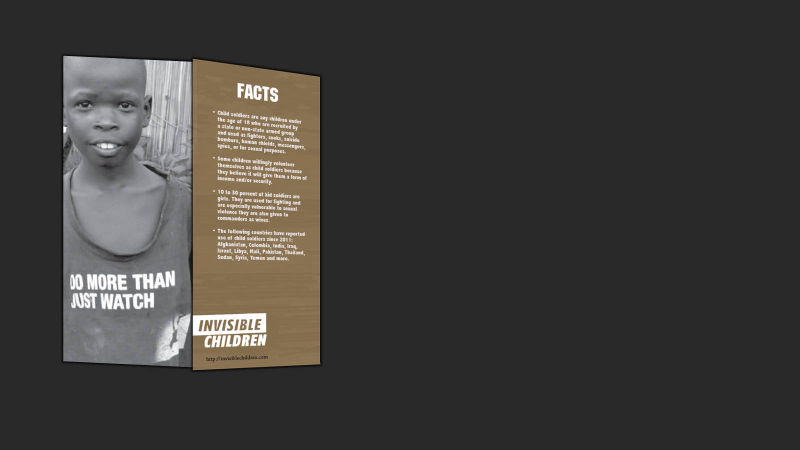 DO MORE THAN
JUST WATCH
FACTS
• Child soldiers are any children under
the age of 18 who are recruited by
a state or non-state armed group
and used as fighters, cooks, suicide
bombers, human shields, messengers,
spies, or for sexual purposes.
• Some children willingly volunteer
themselves as child soldiers because
they believe it will give them a form of
income and/or security.
• 10 to 30 percent of kid soldiers are
girls. They are used for fighting and
are especially vulnerable to sexual
violence they are also given to
commanders as wives.
• The following countries have reported
use of child soldiers since 2011:
Afghanistan, Colombia, India, Iraq,
Israel, Libya, Mali, Pakistan, Thailand,
Sudan, Syria, Yemen and more.
INVISIBLE
CHILDREN
http://invisiblechildren.com